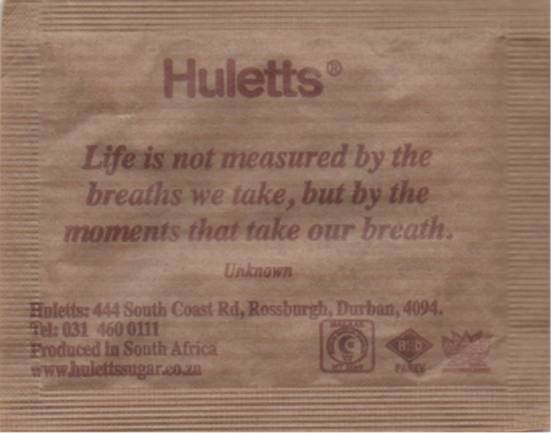 Huletts®
Life is not measured by the
breaths we take, but by the
moments that take our breath.
Unknown
Huletts: 444 South Coast Rd, Rossburgh, Durban, 4094.
Tel: 031 460 0111
Produced in South Africa
www.hulettssugar.co.za
PAREV